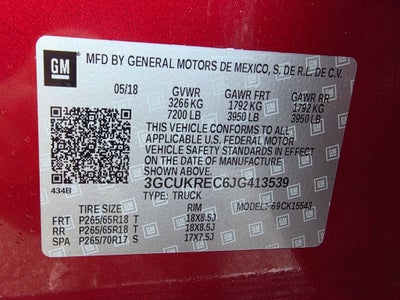 GM
MFD BY GENERAL MOTORS DE MEXICO, S. DE R.L. DE C.V.
05/18 GVWR GAWR FRT GAWR RR
3266 KG 1792 KG 1792 KG
7200 LB 3950 LB 3950 LB
THIS VEHICLE CONFORMS TO ALL
APPLICABLE U.S. FEDERAL MOTOR
VEHICLE SAFETY STANDARDS IN EFFECT ON
THE DATE OF MANUFACTURE SHOWN ABOVE.
434B 3GCUKREC6JG413539
TYPE: TRUCK MODEL: 69CK15543
TIRE SIZE RIM
FRT P265/65R18 T 18X8.5J
RR P265/65R18 T 18X8.5J
SPA P265/70R17 S 17X7.5J